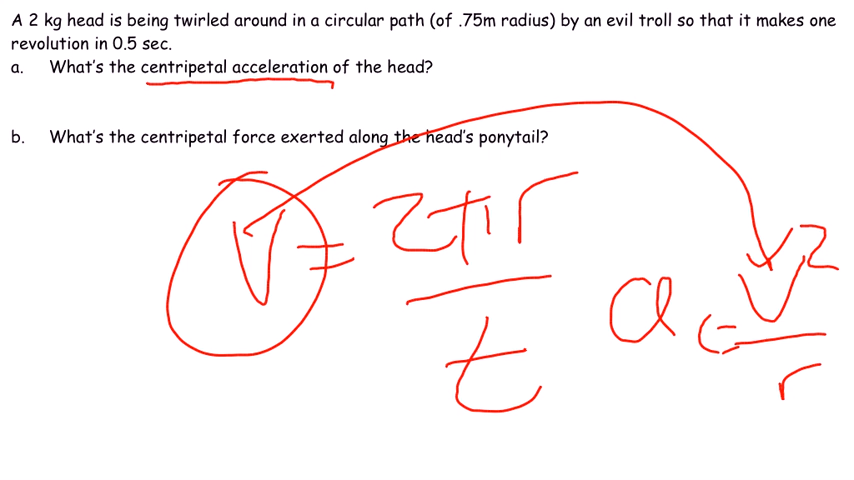 A 2 kg head is being twirled around in a circular path (of .75m radius) by an evil troll so that it makes one
revolution in 0.5 sec.
a. What's the centripetal acceleration of the head?
b. What's the centripetal force exerted along the head's ponytail?
V = 2πr / t
a c = V² / r